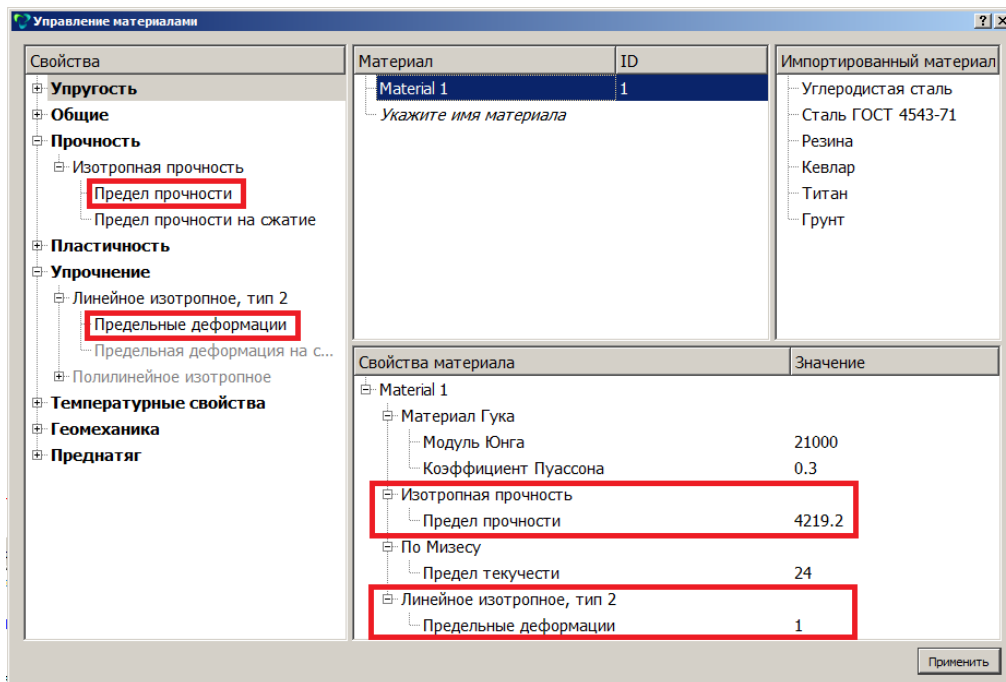 Управление материалами
Свойства
Упругость
Общие
Прочность
Изотропная прочность
Предел прочности
Предел прочности на сжатие
Пластичность
Упрочнение
Линейное изотропное, тип 2
Предельные деформации
Предельная деформация на с...
Полилинейное изотропное
Температурные свойства
Геомеханика
Преднатяг
Материал ID
Material 1 1
Укажите имя материала
Импортированный материал
Углеродистая сталь
Сталь ГОСТ 4543-71
Резина
Кевлар
Титан
Грунт
Свойства материала Значение
Material 1
Материал Гука
Модуль Юнга 21000
Коэффициент Пуассона 0.3
Изотропная прочность
Предел прочности 4219.2
По Мизесу
Предел текучести 24
Линейное изотропное, тип 2
Предельные деформации 1
Применить